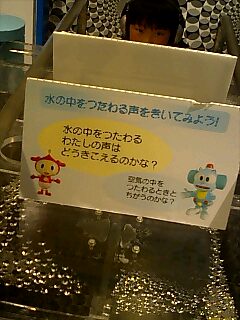 水の中をつたわる声をきいてみよう!
水の中をつたわる
わたしの声は
どうきこえるのかな?
空気の中を
つたわるときと
ちがうのかな?